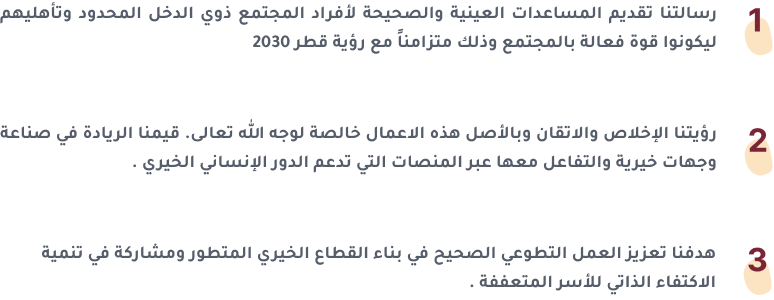 1
رسالتنا تقديم المساعدات العينية والصحيحة لأفراد المجتمع ذوي الدخل المحدود وتأهليهم
ليكونوا قوة فعالة بالمجتمع وذلك متزامناً مع رؤية قطر 2030
2
رؤيتنا الإخلاص والاتقان وبالأصل هذه الاعمال خالصة لوجه الله تعالى. قيمنا الريادة في صناعة
وجهات خيرية والتفاعل معها عبر المنصات التي تدعم الدور الإنساني الخيري .
3
هدفنا تعزيز العمل التطوعي الصحيح في بناء القطاع الخيري المتطور ومشاركة في تنمية
الاكتفاء الذاتي للأسر المتعففة .